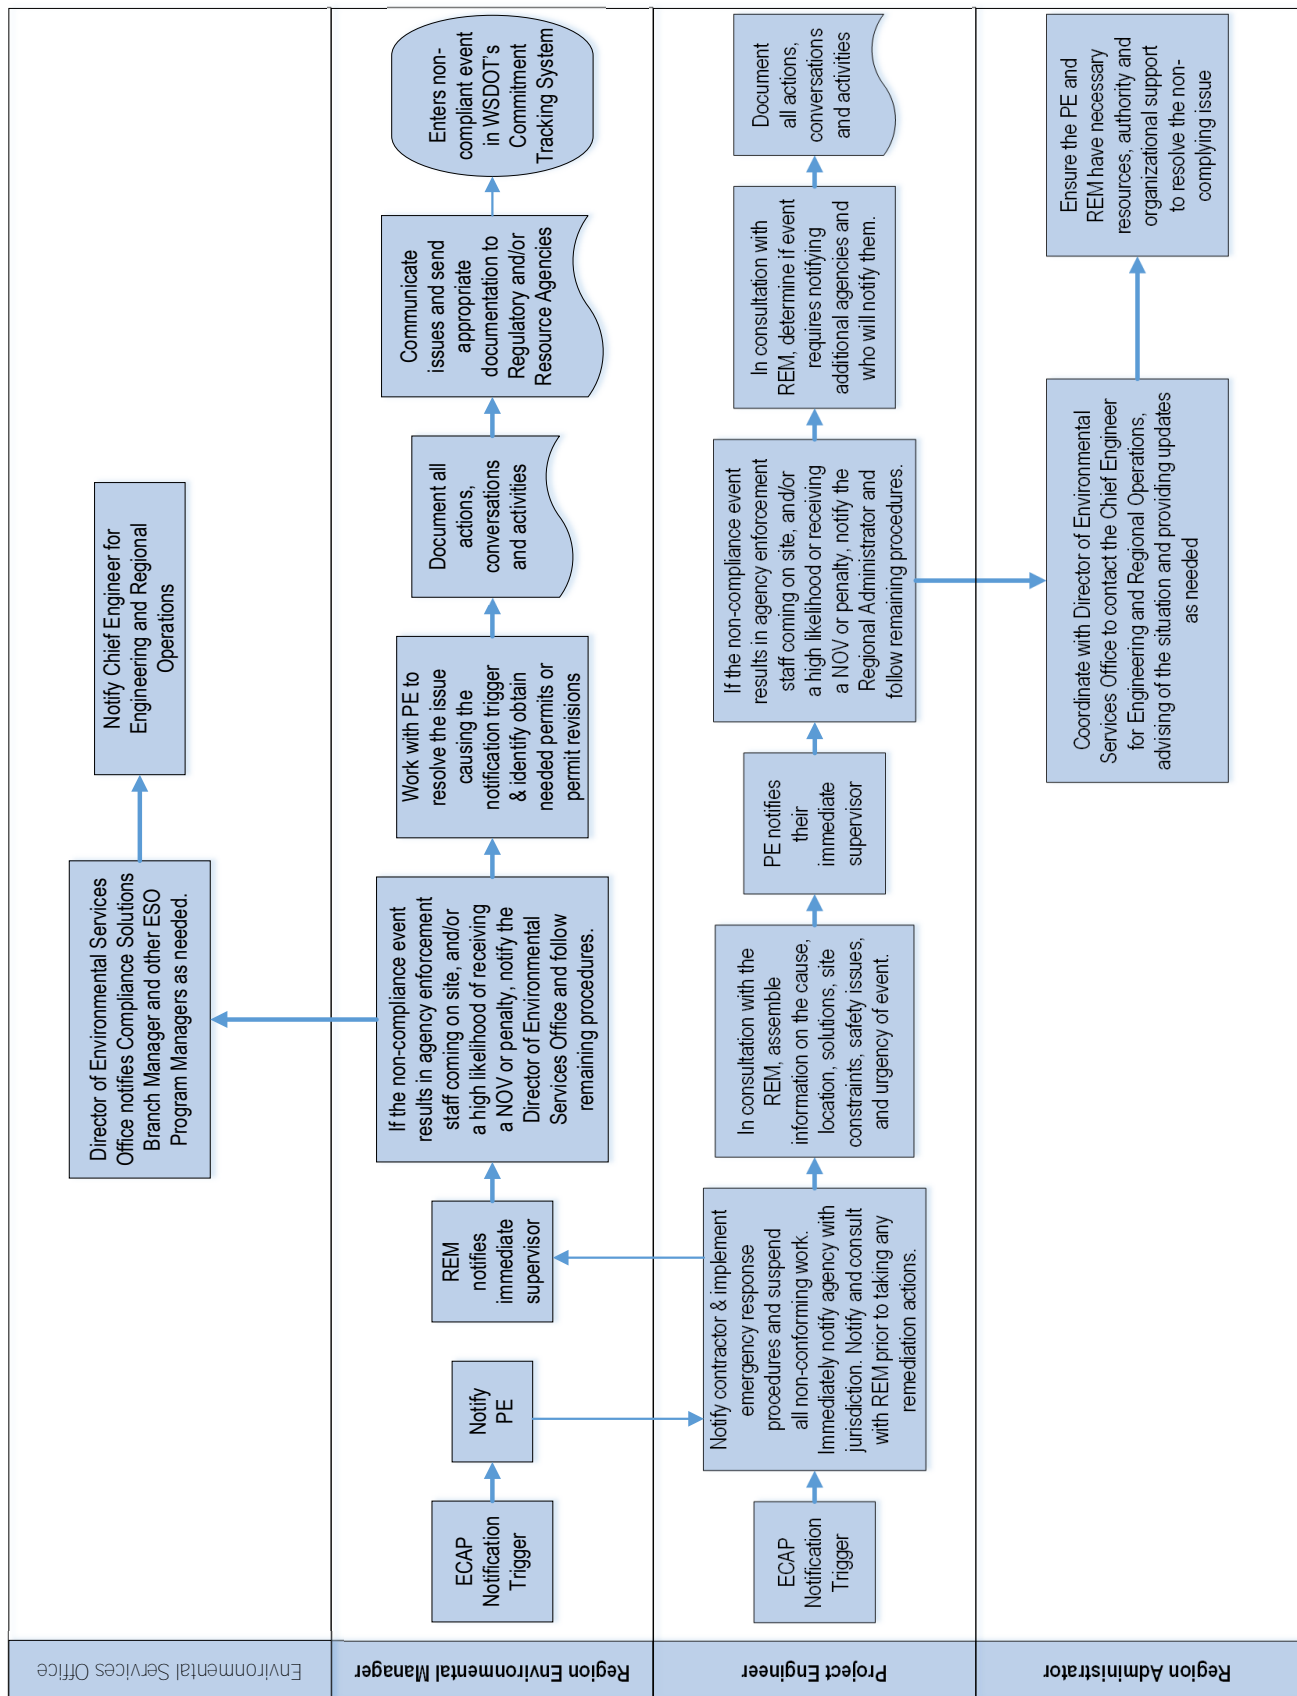 Environmental Services Office
Director of Environmental Services
Office notifies Compliance Solutions
Branch Manager and other ESO
Program Managers as needed.
Notify Chief Engineer for
Engineering and Regional
Operations
Region Environmental Manager
ECAP
Notification
Trigger
Notify
PE
REM
notifies
immediate
supervisor
If the non-compliance event
results in agency enforcement
staff coming on site, and/or
a high likelihood of receiving
a NOV or penalty, notify the
Director of Environmental
Services Office and follow
remaining procedures.
Work with PE to
resolve the issue
causing the
notification trigger
& identify obtain
needed permits or
permit revisions
Document all
actions,
conversations
and activities
Communicate
issues and send
appropriate
documentation to
Regulatory and/or
Resource Agencies
Enters non-
compliant event
in WSDOT's
Commitment
Tracking System
Project Engineer
ECAP
Notification
Trigger
Notify contractor & implement
emergency response
procedures and suspend
all non-conforming work.
Immediately notify agency with
jurisdiction. Notify and consult
with REM prior to taking any
remediation actions.
In consultation with the
REM, assemble
information on the cause,
location, solutions, site
constraints, safety issues,
and urgency of event.
PE notifies
their
immediate
supervisor
If the non-compliance event
results in agency enforcement
staff coming on site, and/or
a high likelihood or receiving
a NOV or penalty, notify the
Regional Administrator and
follow remaining procedures.
In consultation with
REM, determine if event
requires notifying
additional agencies and
who will notify them.
Document
all actions,
conversations
and activities
Region Administrator
Coordinate with Director of Environmental
Services Office to contact the Chief Engineer
for Engineering and Regional Operations,
advising of the situation and providing updates
as needed
Ensure the PE and
REM have necessary
resources, authority and
organizational support
to resolve the non-
complying issue